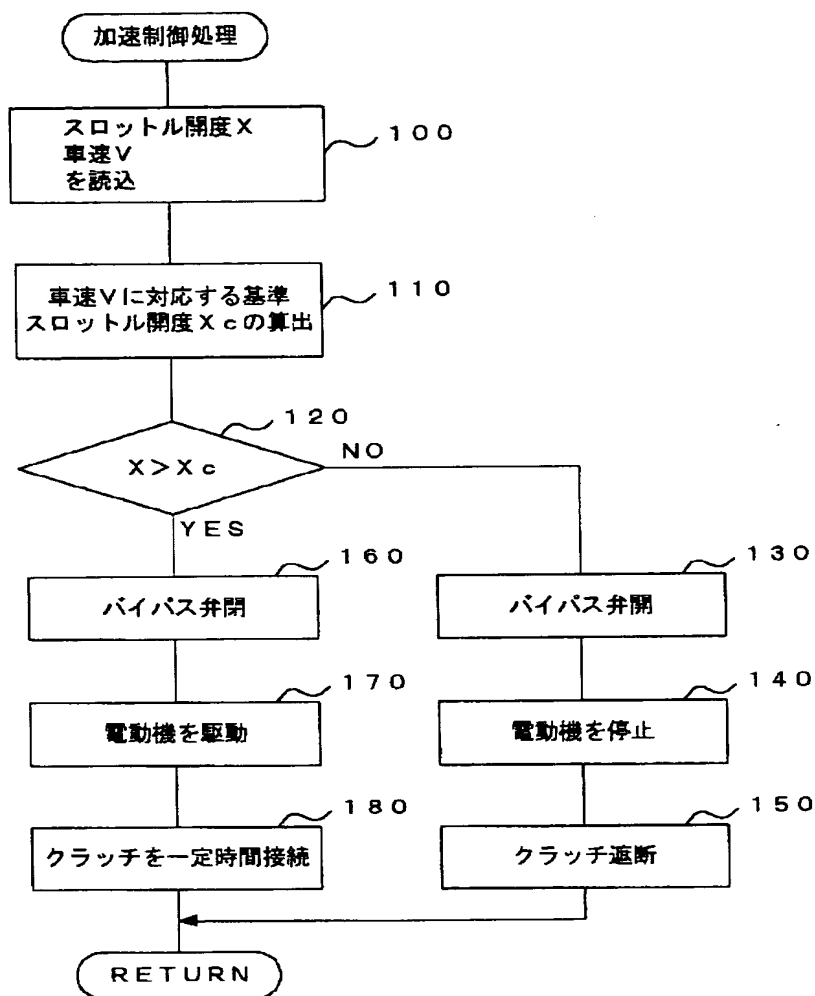 加速制御処理
スロットル開度X
車速V
を読込
100
車速Vに対応する基準
スロットル開度Xcの算出
110
120
X>Xc
NO
YES
160
バイパス弁閉
130
バイパス弁開
170
電動機を駆動
140
電動機を停止
180
クラッチを一定時間接続
150
クラッチ遮断
RETURN